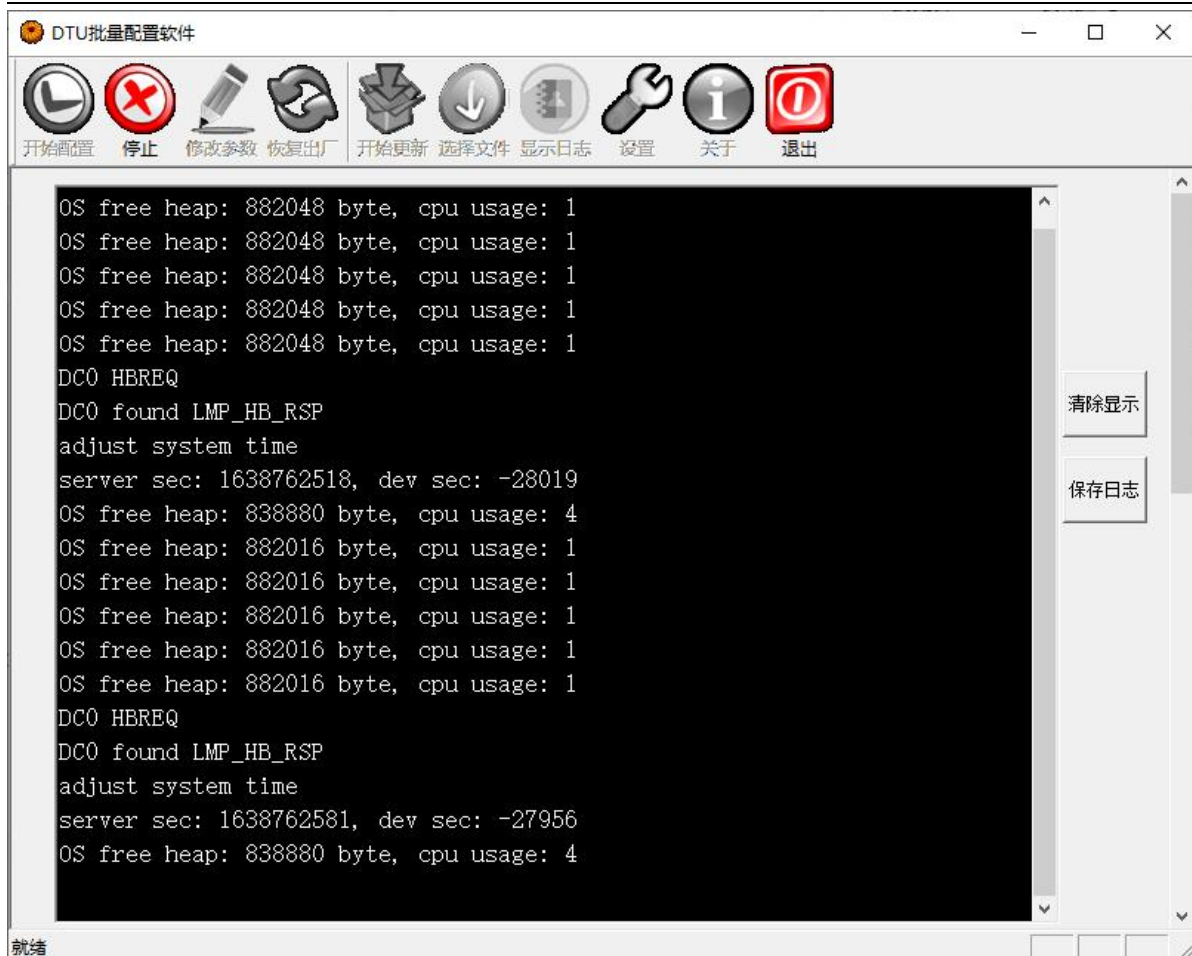 DTU批量配置软件
开始配置 停止 修改参数 恢复出厂 开始更新 选择文件 显示日志 设置 关于 退出
OS free heap: 882048 byte, cpu usage: 1
OS free heap: 882048 byte, cpu usage: 1
OS free heap: 882048 byte, cpu usage: 1
OS free heap: 882048 byte, cpu usage: 1
OS free heap: 882048 byte, cpu usage: 1
DC0 HBREQ
DC0 found LMP_HB_RSP
adjust system time
server sec: 1638762518, dev sec: -28019
OS free heap: 838880 byte, cpu usage: 4
OS free heap: 882016 byte, cpu usage: 1
OS free heap: 882016 byte, cpu usage: 1
OS free heap: 882016 byte, cpu usage: 1
OS free heap: 882016 byte, cpu usage: 1
OS free heap: 882016 byte, cpu usage: 1
DC0 HBREQ
DC0 found LMP_HB_RSP
adjust system time
server sec: 1638762581, dev sec: -27956
OS free heap: 838880 byte, cpu usage: 4
清除显示
保存日志
就绪